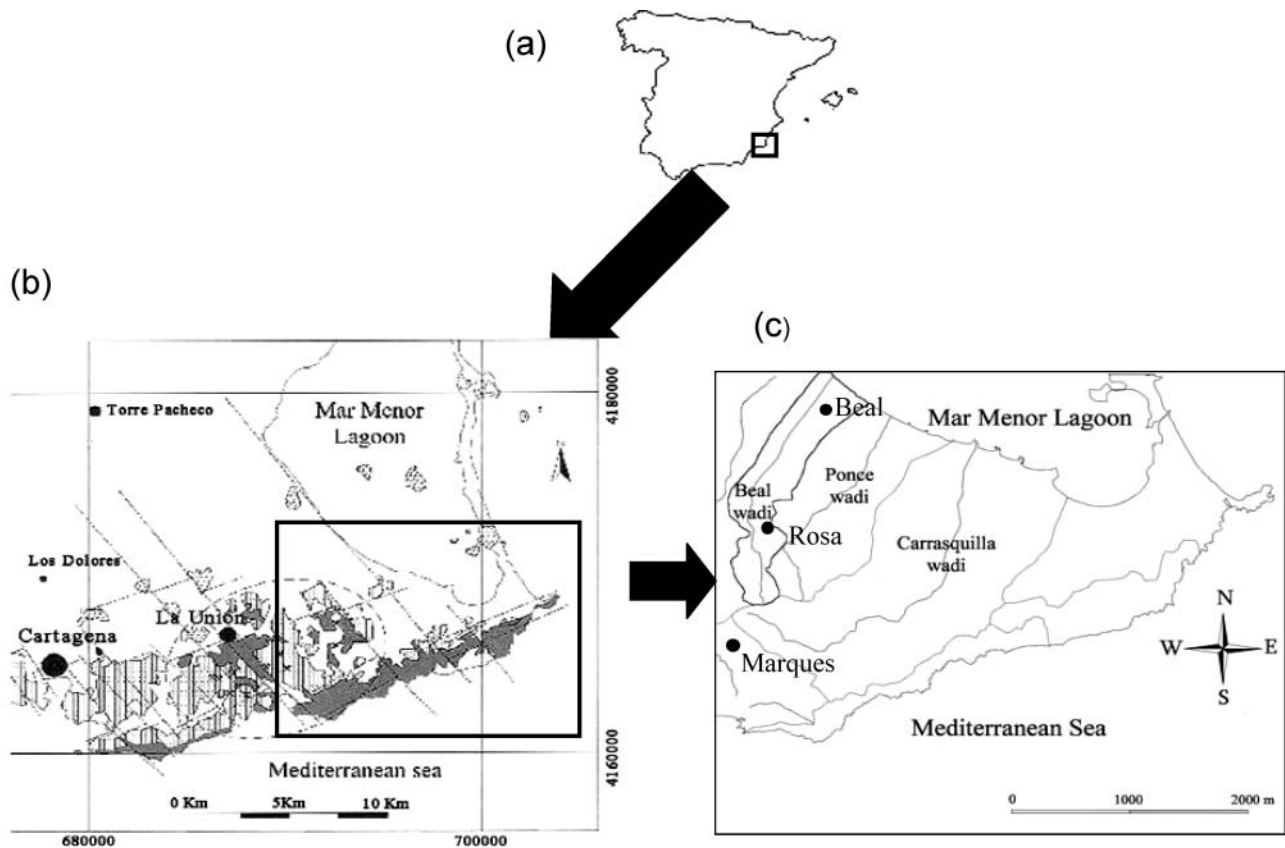 (a)
(b)
Torre Pacheco
Mar Menor
Lagoon
4180000
N
Los Dolores
La Unión
Cartagena
Mediterranean sea
4160000
0 Km 5Km 10 Km
680000 700000
(c)
Beal
Mar Menor Lagoon
Beal
wadi
Ponce
wadi
Rosa
Carrasquilla
wadi
Marques
N
W E
S
Mediterranean Sea
0 1000 2000 m